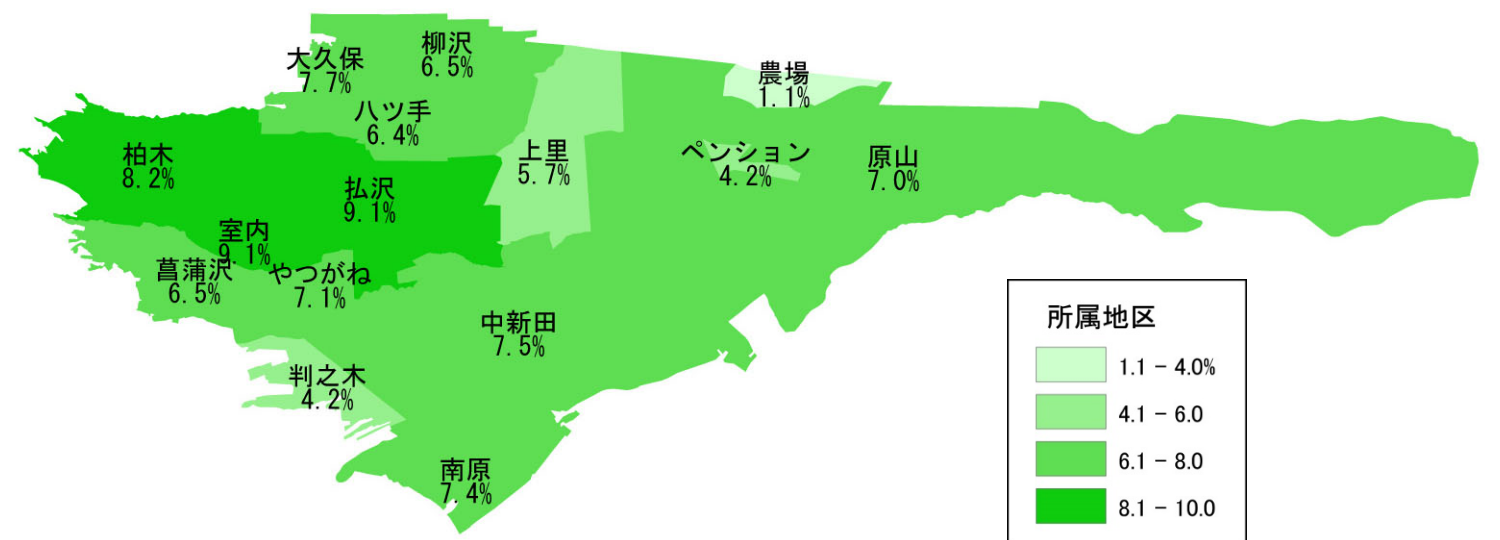 柳沢
6.5%
大久保
7.7%
農場
1.1%
八ツ手
6.4%
上里
5.7%
ペンション
4.2%
原山
7.0%
柏木
8.2%
払沢
9.1%
室内
9.1%
菖蒲沢
6.5%
やつがね
7.1%
中新田
7.5%
判之木
4.2%
南原
7.4%
所属地区
1.1 - 4.0%
4.1 - 6.0
6.1 - 8.0
8.1 - 10.0